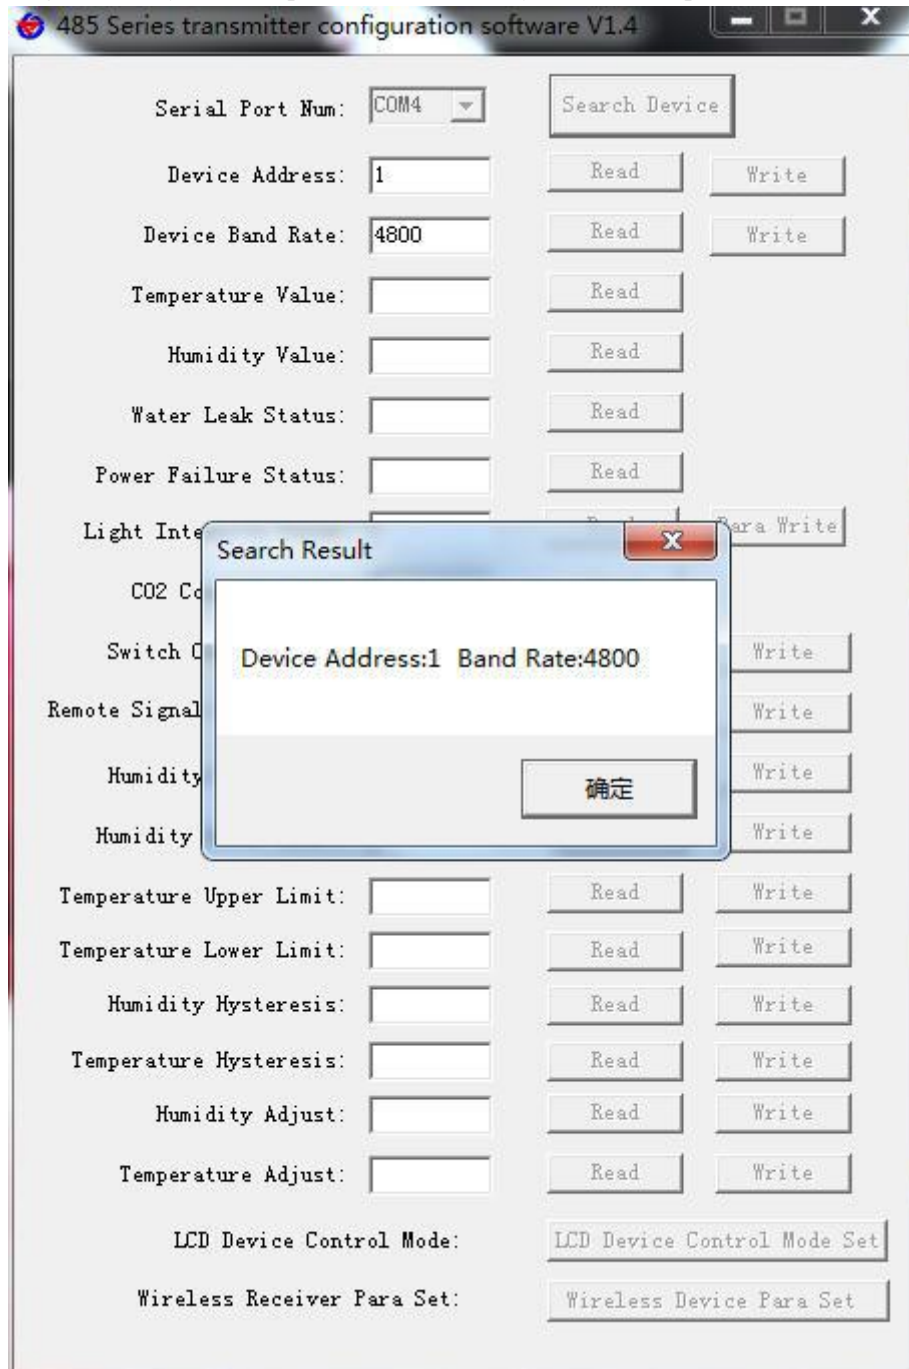 485 Series transmitter configuration software V1.4
Serial Port Num: COM4 Search Device
Device Address: 1 Read Write
Device Band Rate: 4800 Read Write
Temperature Value: Read
Humidity Value: Read
Water Leak Status: Read
Power Failure Status: Read
Light Para Write
Search Result
CO2
Device Address:1 Band Rate:4800
Switch Write
Remote Signal Write
Humidity Write
确定
Humidity Write
Temperature Upper Limit: Read Write
Temperature Lower Limit: Read Write
Humidity Hysteresis: Read Write
Temperature Hysteresis: Read Write
Humidity Adjust: Read Write
Temperature Adjust: Read Write
LCD Device Control Mode: LCD Device Control Mode Set
Wireless Receiver Para Set: Wireless Device Para Set